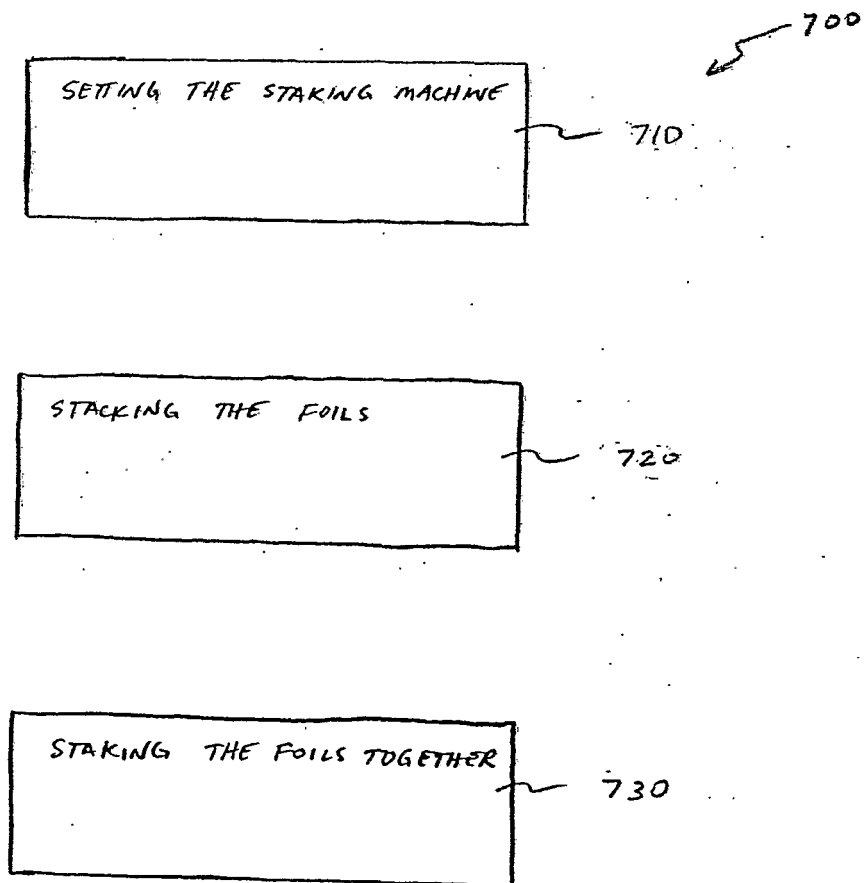 700
SETTING THE STAKING MACHINE
710
STACKING THE FOILS
720
STAKING THE FOILS TOGETHER
730